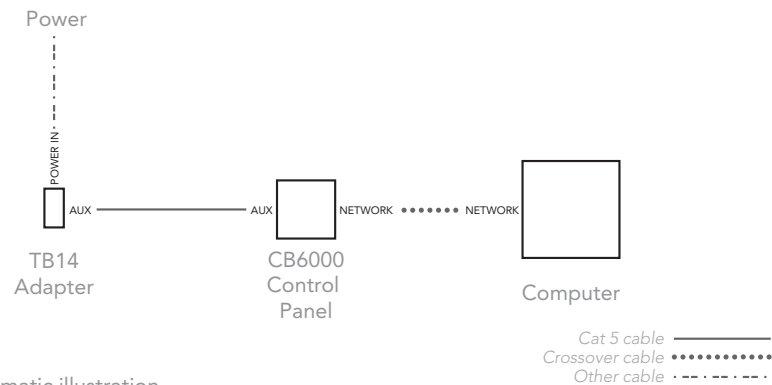 Power
POWER IN
AUX
AUX
NETWORK
NETWORK
TB14
Adapter
CB6000
Control
Panel
Computer
Cat 5 cable
Crossover cable
Other cable
illustration